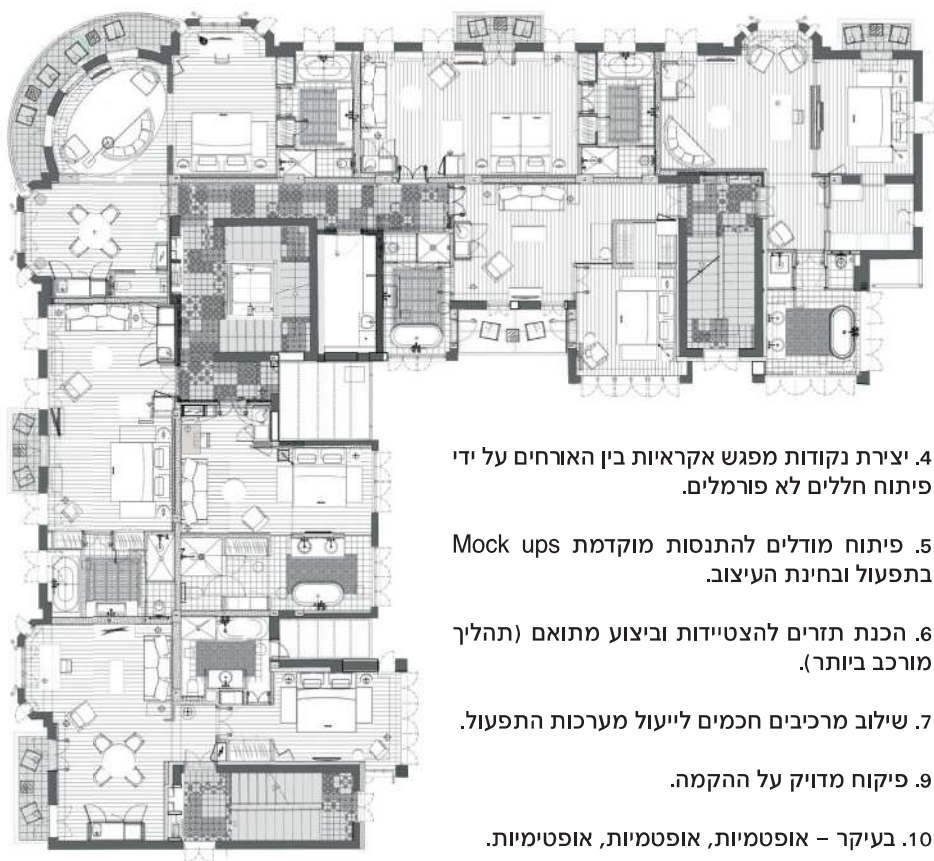 4. יצירת נקודות מפגש אקראיות בין האורחים על ידי
פיתוח חללים לא פורמלים.
5. פיתוח מודלים להתנסות מוקדמת Mock ups
בתפעול ובחינת העיצוב.
6. הכנת תזרים להצטיידות וביצוע מתואם (תהליך
מורכב ביותר).
7. שילוב מרכיבים חכמים לייעול מערכות התפעול.
9. פיקוח מדויק על ההקמה.
10. בעיקר – אופטמיות, אופטמיות, אופטימיות.